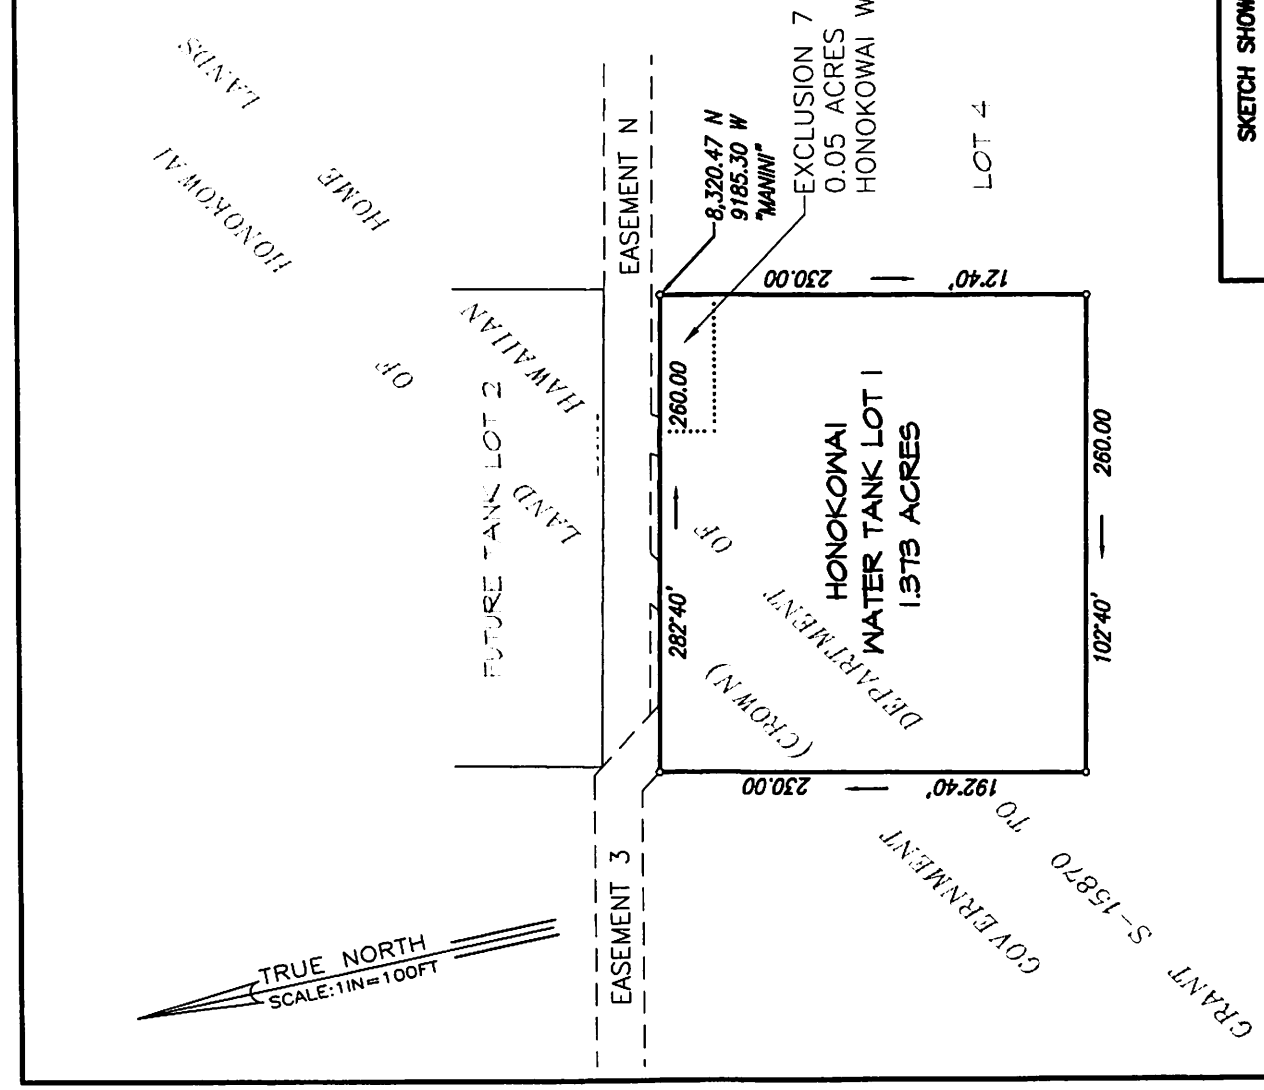 SKETCH SHOW
LANDS
HOME
HONOKOWAI
HAWAIIAN
OF
LAND
OF
DEPARTMENT
(CROWN)
TO
GOVERNMENT
S-15870
GRANT
FUTURE TANK LOT 2
EASEMENT N
EASEMENT 3
8,320.47 N
9185.30 W
"MANINI"
EXCLUSION 7
0.05 ACRES
HONOKOWAI W
LOT 4
282°40' 260.00
12°40' 230.00
102°40' 260.00
192°40' 230.00
HONOKOWAI
WATER TANK LOT 1
1.373 ACRES
TRUE NORTH
SCALE:1IN=100FT